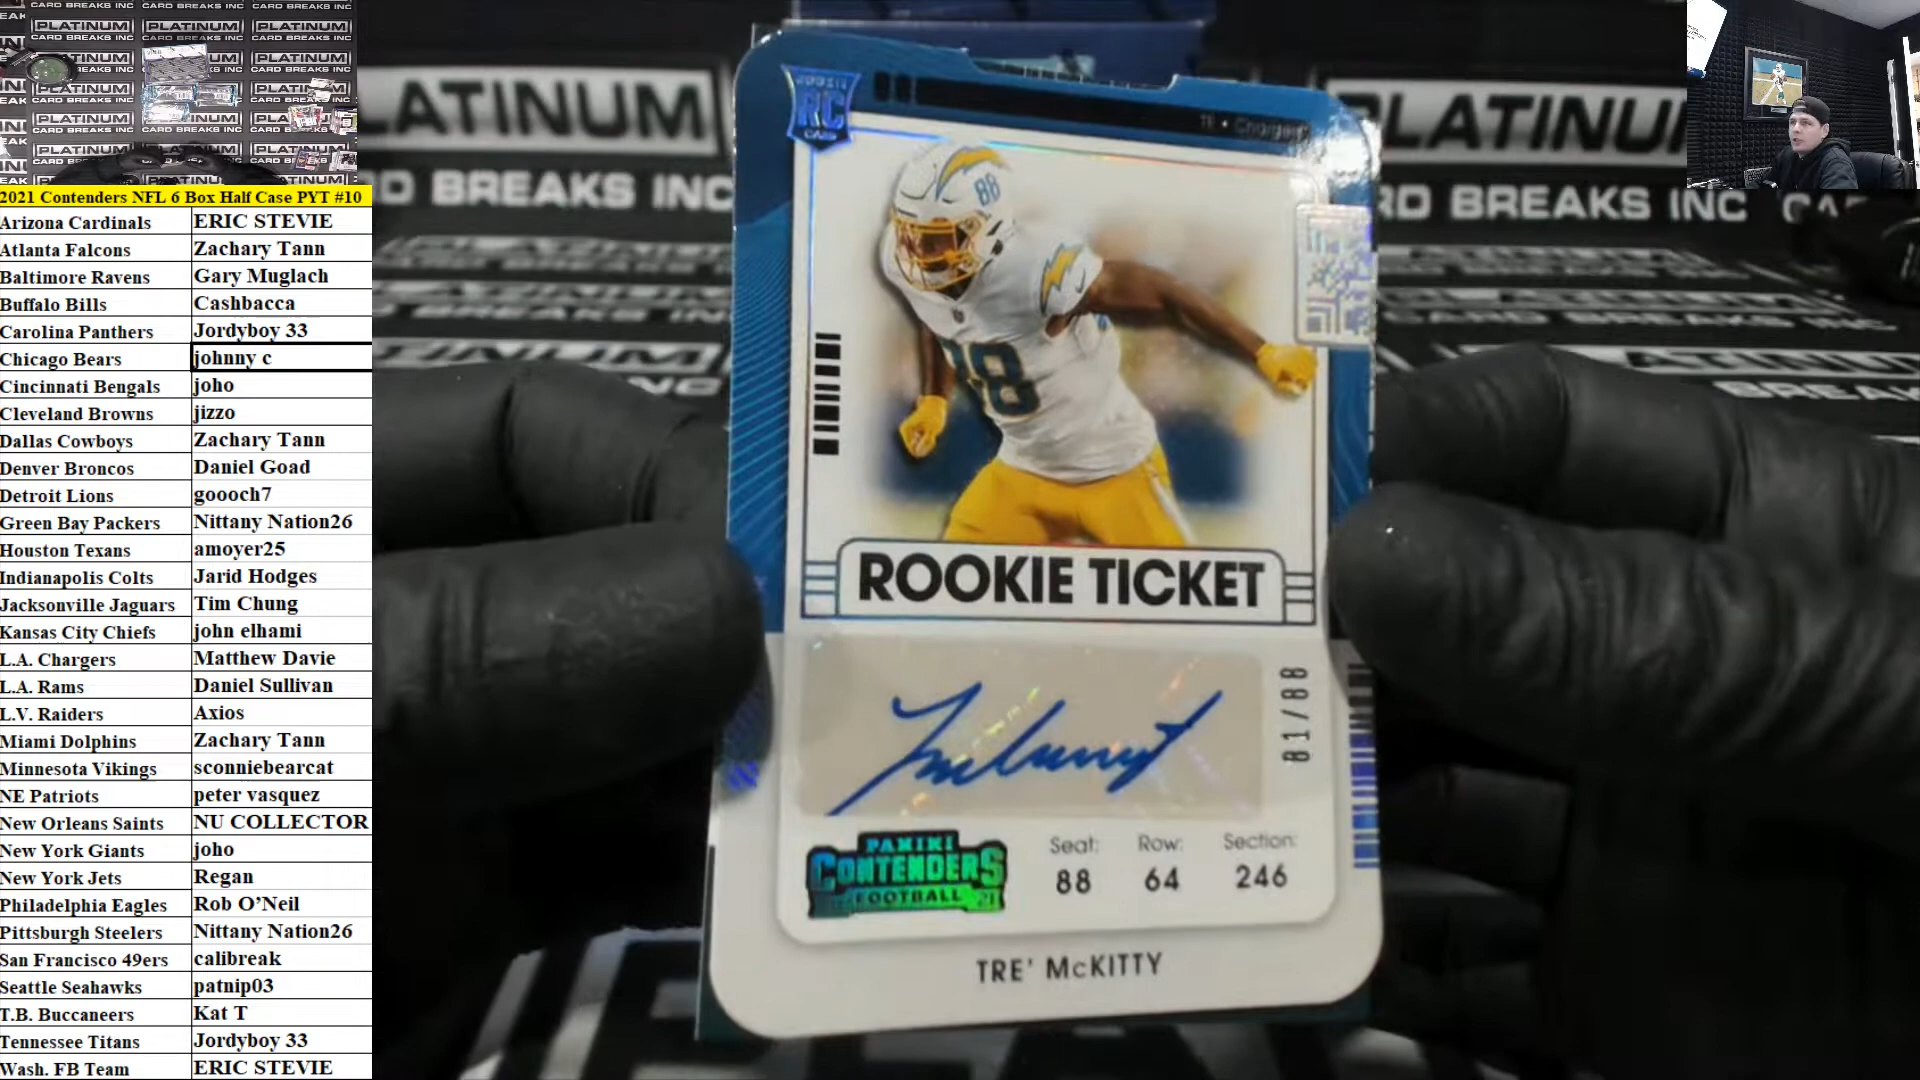 2021 Contenders NFL 6 Box Half Case PYT #10
Arizona Cardinals ERIC STEVIE
Atlanta Falcons Zachary Tann
Baltimore Ravens Gary Muglach
Buffalo Bills Cashbacca
Carolina Panthers Jordyboy 33
Chicago Bears johnny c
Cincinnati Bengals joho
Cleveland Browns jizzo
Dallas Cowboys Zachary Tann
Denver Broncos Daniel Goad
Detroit Lions goooch7
Green Bay Packers Nittany Nation26
Houston Texans amoyer25
Indianapolis Colts Jarid Hodges
Jacksonville Jaguars Tim Chung
Kansas City Chiefs john elhami
L.A. Chargers Matthew Davie
L.A. Rams Daniel Sullivan
L.V. Raiders Axios
Miami Dolphins Zachary Tann
Minnesota Vikings sconniebearcat
NE Patriots peter vasquez
New Orleans Saints NU COLLECTOR
New York Giants joho
New York Jets Regan
Philadelphia Eagles Rob O’Neil
Pittsburgh Steelers Nittany Nation26
San Francisco 49ers calibreak
Seattle Seahawks patnip03
T.B. Buccaneers Kat T
Tennessee Titans Jordyboy 33
Wash. FB Team ERIC STEVIE
PLATINUM
CARD BREAKS INC
RC
TE • Chargers
88
88
ROOKIE TICKET
81/88
PANINI
CONTENDERS
FOOTBALL 21
Seat: Row: Section:
88 64 246
TRE' McKITTY